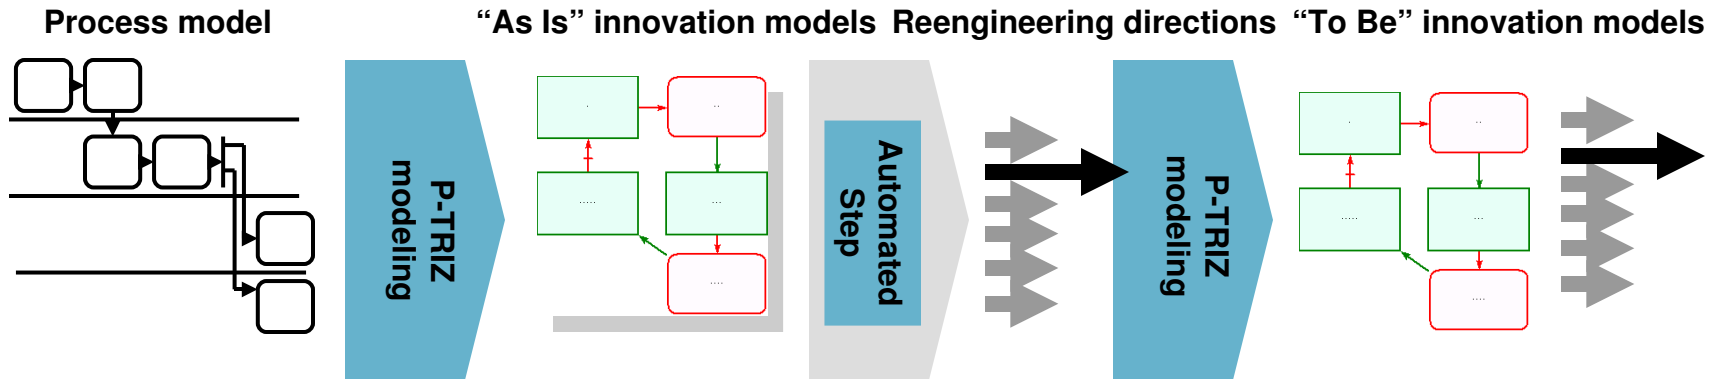 Process model
“As Is” innovation models
Reengineering directions
“To Be” innovation models
P-TRIZ
modeling
.
..
.....
...
....
Automated
Step
P-TRIZ
modeling
.
..
.....
...
....